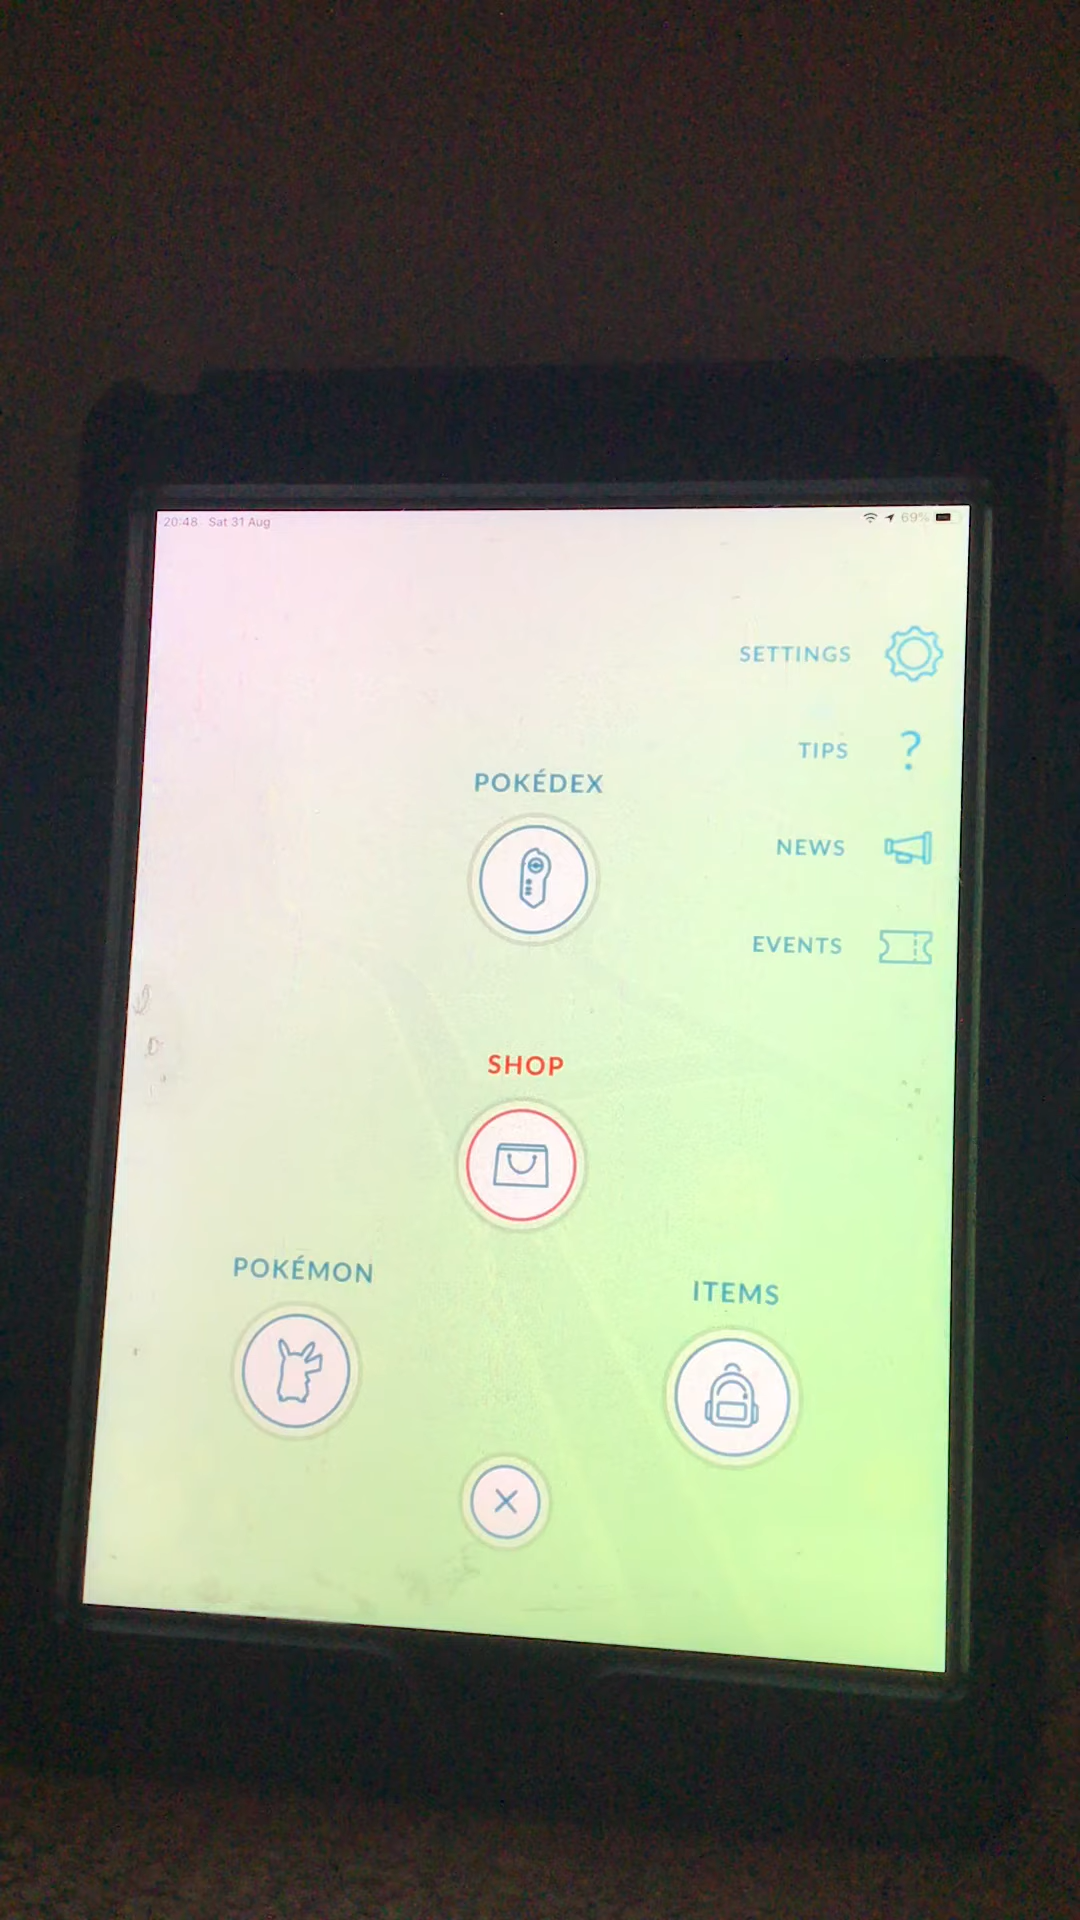 20:48 Sat 31 Aug
69%
SETTINGS
TIPS
?
POKÉDEX
NEWS
EVENTS
SHOP
POKÉMON
ITEMS